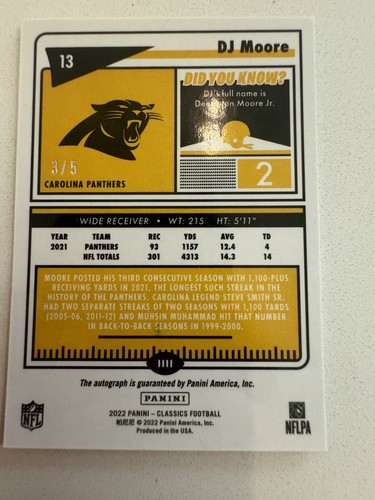 13
DJ Moore
DID YOU KNOW?
DJ's full name is
Moore Jr.
3/5
CAROLINA PANTHERS
2
WIDE RECEIVER • WT: 215 HT: 5'11"
YEAR TEAM REC YDS AVG TD
2021 PANTHERS 93 1157 12.4 4
NFL TOTALS 301 4313 14.3 14
MOORE POSTED HIS THIRD CONSECUTIVE SEASON WITH 1,100-PLUS
RECEIVING YARDS IN 2021, THE LONGEST SUCH STREAK IN THE
HISTORY OF THE PANTHERS. CAROLINA LEGEND STEVE SMITH SR.
HAD TWO SEPARATE STREAKS OF TWO SEASONS WITH 1,100 YARDS
(2005-06, 2011-12) AND MUHSIN MUHAMMAD HIT THAT NUMBER
IN BACK-TO-BACK SEASONS IN 1999-2000.
The autograph is guaranteed by Panini America, Inc.
PANINI
2022 PANINI – CLASSICS FOOTBALL
帕尼尼 © 2022 Panini America, Inc.
Produced in the USA.
NFL
NFLPA